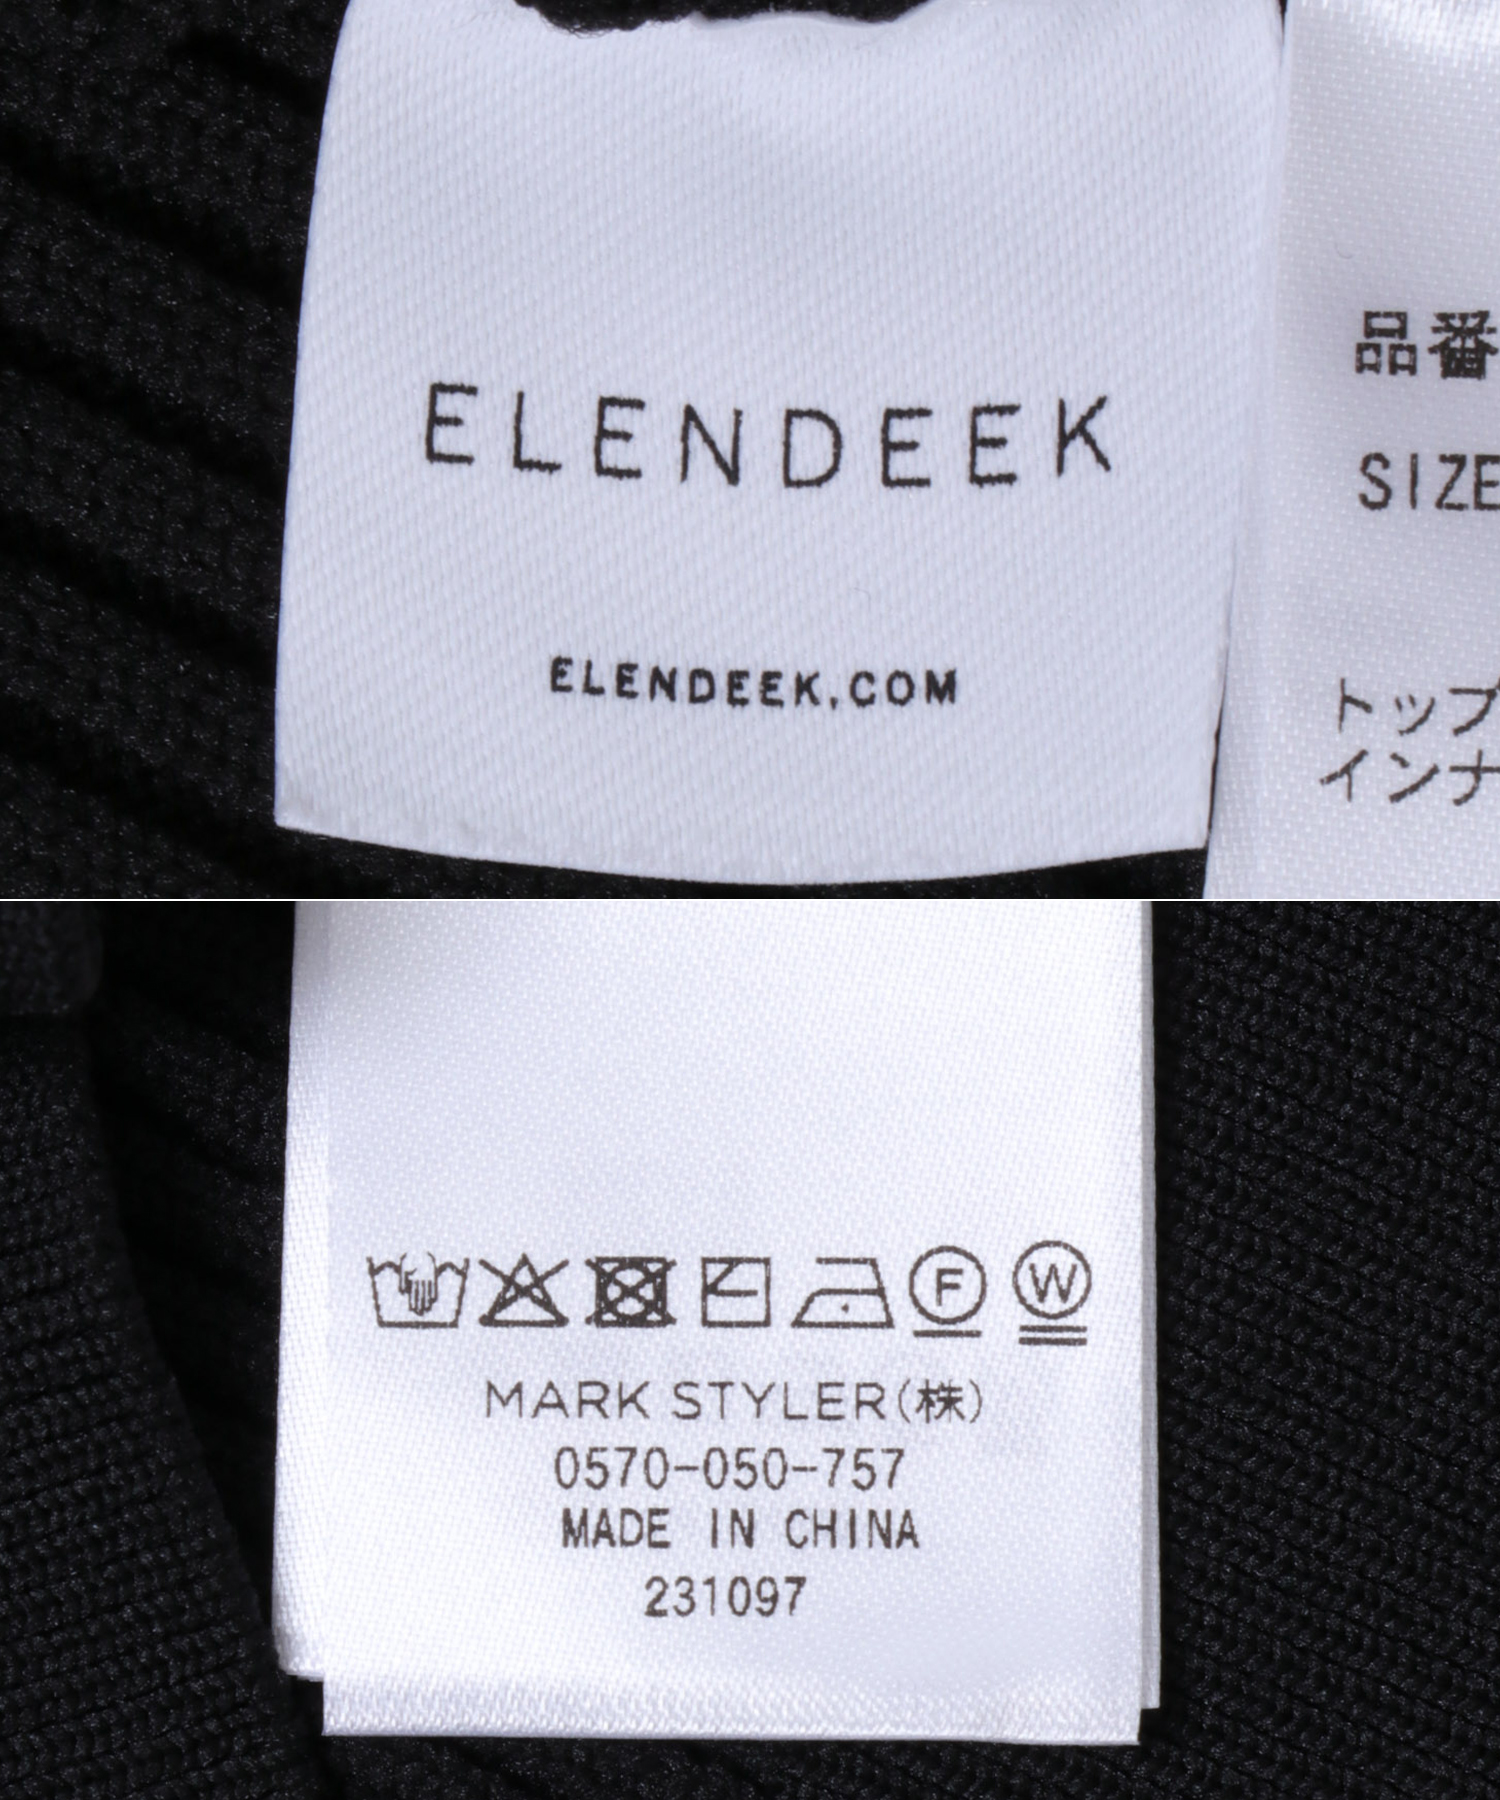 ELENDEEK
ELENDEEK.COM
品番
SIZE
トップ
インナ
F
W
MARK STYLER(株)
0570-050-757
MADE IN CHINA
231097